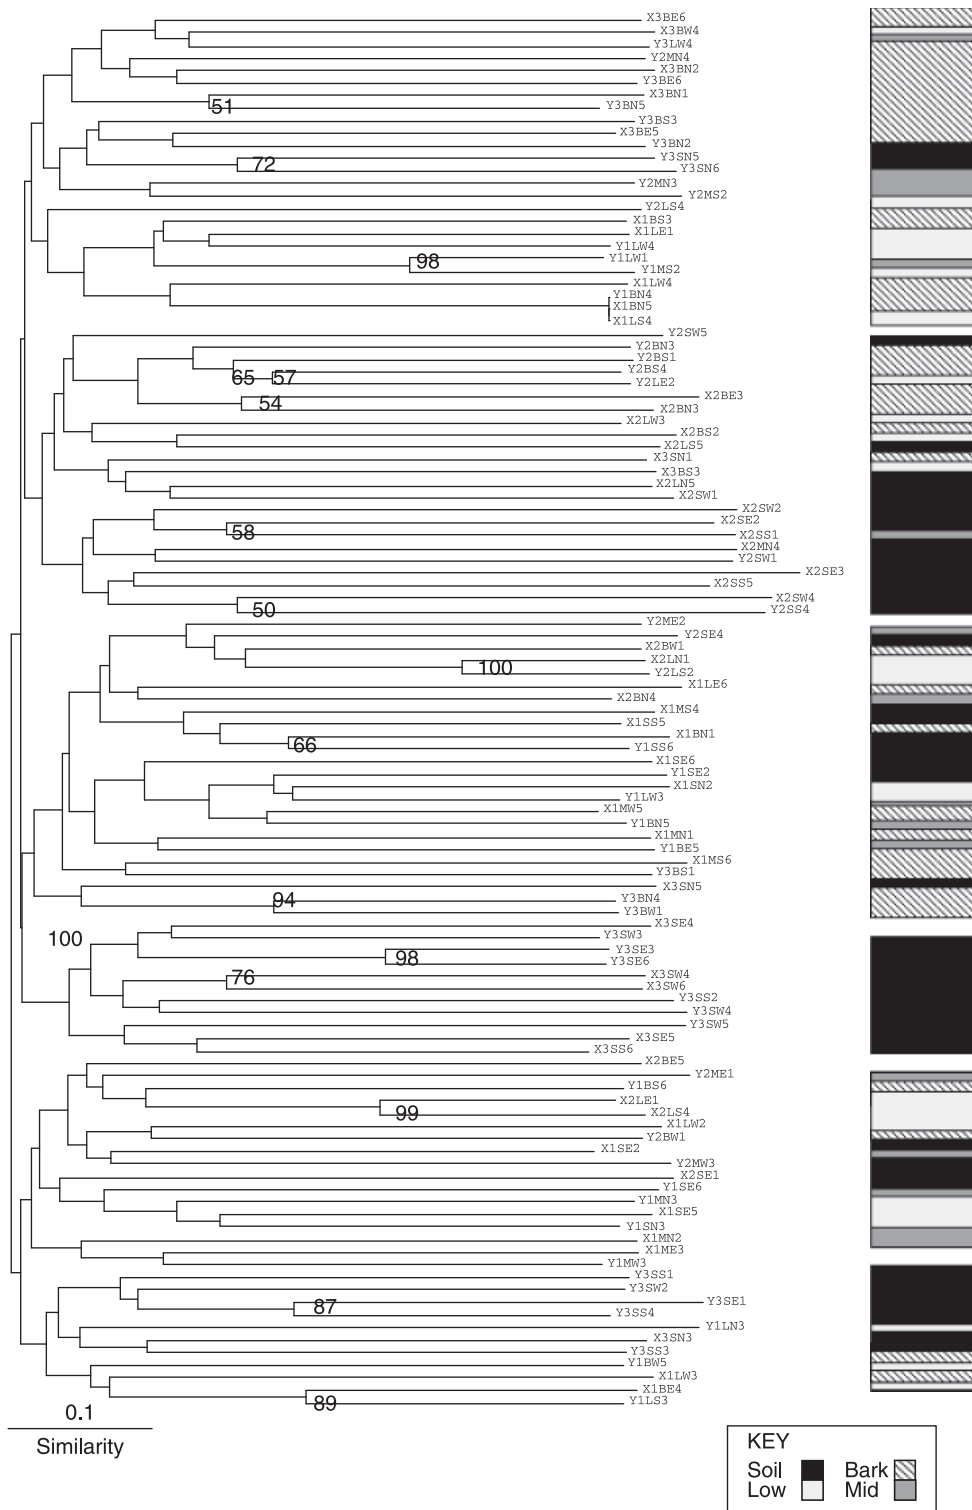 X3BE6
X3BW4
Y3LW4
Y2MN4
X3BN2
Y3BE6
X3BN1
51
Y3BN5
Y3BS3
X3BE5
Y3BN2
Y3SN5
72
Y3SN6
Y2MN3
Y2MS2
Y2LS4
X1BS3
X1LE1
Y1LW4
Y1LW1
98
Y1MS2
X1LW4
Y1BN4
X1BN5
X1LS4
Y2SW5
Y2BN3
Y2BS1
Y2BS4
65 57
Y2LE2
X2BE3
54
X2BN3
X2LW3
X2BS2
X2LS5
X3SN1
X3BS3
X2LN5
X2SW1
X2SW2
X2SE2
58
X2SS1
X2MN4
Y2SW1
X2SE3
X2SS5
X2SW4
50
Y2SS4
Y2ME2
Y2SE4
X2BW1
X2LN1
100
Y2LS2
X1LE6
X2BN4
X1MS4
X1SS5
X1BN1
66
Y1SS6
X1SE6
Y1SE2
X1SN2
Y1LW3
X1MW5
Y1BN5
X1MN1
Y1BE5
X1MS6
Y3BS1
X3SN5
94
Y3BN4
Y3BW1
X3SE4
100
Y3SW3
Y3SE3
98
Y3SE6
X3SW4
76
X3SW6
Y3SS2
Y3SW4
Y3SW5
X3SE5
X3SS6
X2BE5
Y2ME1
Y1BS6
X2LE1
99
X2LS4
X1LW2
Y2BW1
X1SE2
Y2MW3
X2SE1
Y1SE6
Y1MN3
X1SE5
Y1SN3
X1MN2
X1ME3
Y1MW3
Y3SS1
Y3SW2
Y3SE1
87
Y3SS4
Y1LN3
X3SN3
Y3SS3
Y1BW5
X1LW3
X1BE4
89
Y1LS3
0.1
Similarity
KEY
Soil Bark
Low Mid